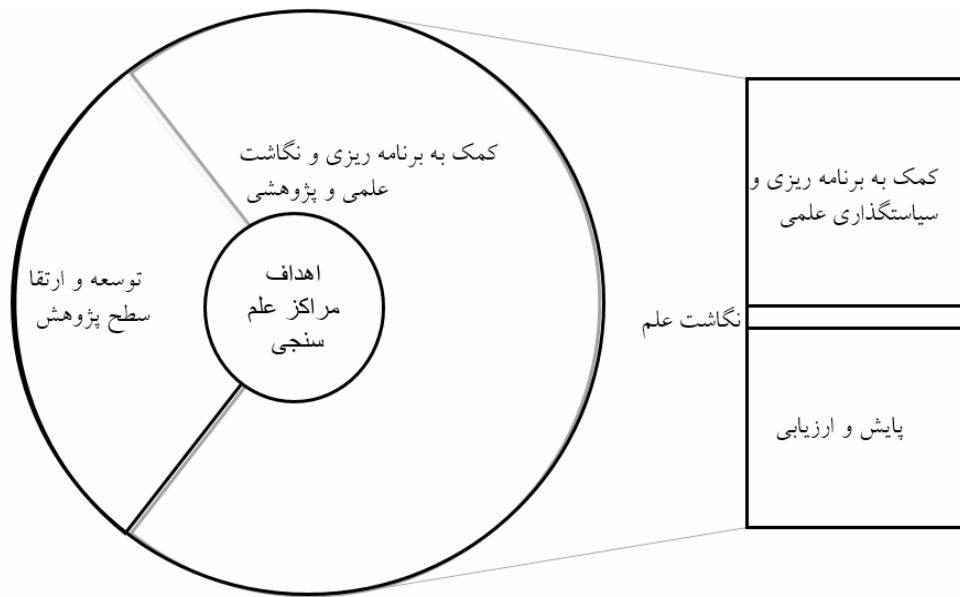 کمک به برنامه ریزی و نگاشت
علمی و پژوهشی
اهداف
مراکز علم
سنجی
توسعه و ارتقا
سطح پژوهش
کمک به برنامه ریزی و
سیاستگذاری علمی
نگاشت علم
پایش و ارزیابی